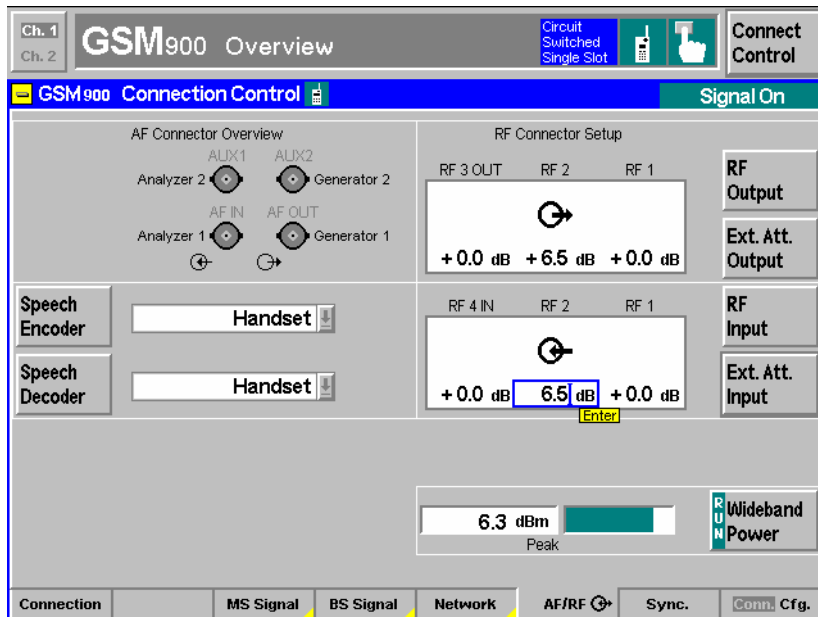 Ch. 1
Ch. 2
GSM900 Overview
Circuit
Switched
Single Slot
Connect
Control
GSM900 Connection Control
Signal On
AF Connector Overview
AUX1 AUX2
Analyzer 2 Generator 2
AF IN AF OUT
Analyzer 1 Generator 1
RF Connector Setup
RF 3 OUT RF 2 RF 1
+0.0 dB +6.5 dB +0.0 dB
RF
Output
Ext. Att.
Output
Speech
Encoder
Handset
Speech
Decoder
Handset
RF 4 IN RF 2 RF 1
+0.0 dB 6.5 dB +0.0 dB
Enter
RF
Input
Ext. Att.
Input
6.3 dBm
Peak
RUN
Wideband
Power
Connection MS Signal BS Signal Network AF/RF Sync. Conn. Cfg.